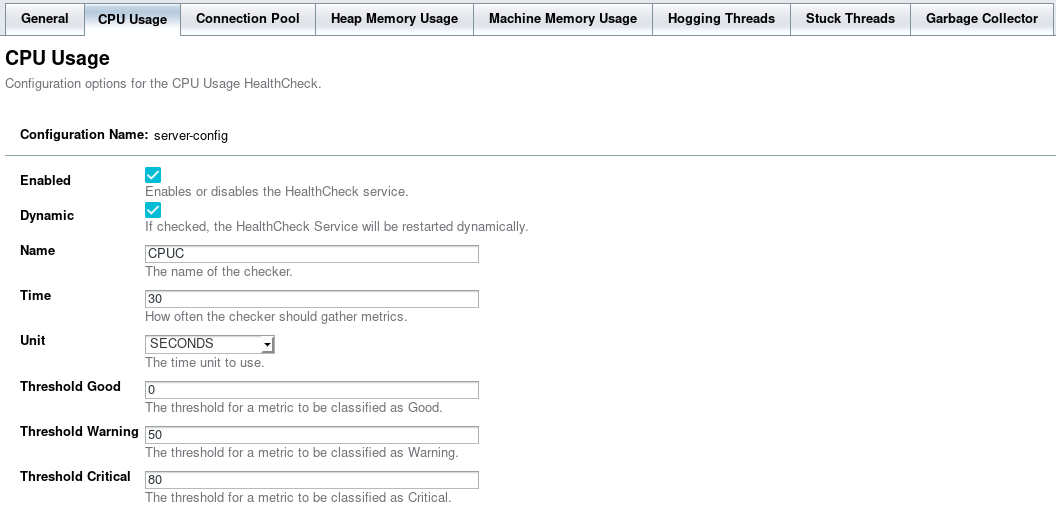 General CPU Usage Connection Pool Heap Memory Usage Machine Memory Usage Hogging Threads Stuck Threads Garbage Collector
CPU Usage
Configuration options for the CPU Usage HealthCheck.
Configuration Name: server-config
Enabled
Enables or disables the HealthCheck service.
Dynamic
If checked, the HealthCheck Service will be restarted dynamically.
Name CPUC
The name of the checker.
Time 30
How often the checker should gather metrics.
Unit SECONDS
The time unit to use.
Threshold Good 0
The threshold for a metric to be classified as Good.
Threshold Warning 50
The threshold for a metric to be classified as Warning.
Threshold Critical 80
The threshold for a metric to be classified as Critical.